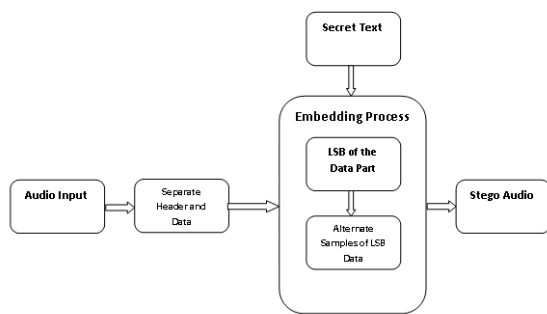 Secret Text
Embedding Process
LSB of the
Data Part
Audio Input
Separate
Header and
Data
Stego Audio
Alternate
Samples of LSB
Data